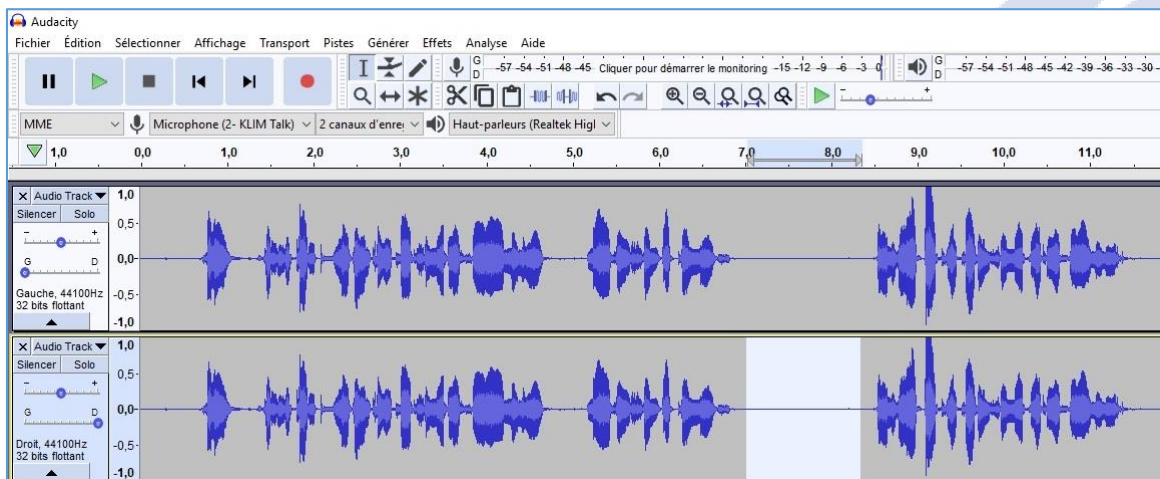 Audacity
Fichier Édition Sélectionner Affichage Transport Pistes Générer Effets Analyse Aide
G D -57 -54 -51 -48 -45 Cliquer pour démarrer le monitoring -15 -12 -9 -6 -3 0 G D -57 -54 -51 -48 -45 -42 -39 -36 -33 -30
- +
MME Microphone (2- KLIM Talk) 2 canaux d'enre Haut-parleurs (Realtek Higl
1,0 0,0 1,0 2,0 3,0 4,0 5,0 6,0 7,0 8,0 9,0 10,0 11,0
X Audio Track 1,0
Silencer Solo 0,5
- +
G D 0,0
Gauche, 44100Hz -0,5
32 bits flottant
-1,0
X Audio Track 1,0
Silencer Solo 0,5
- +
G D 0,0
Droit, 44100Hz -0,5
32 bits flottant
-1,0